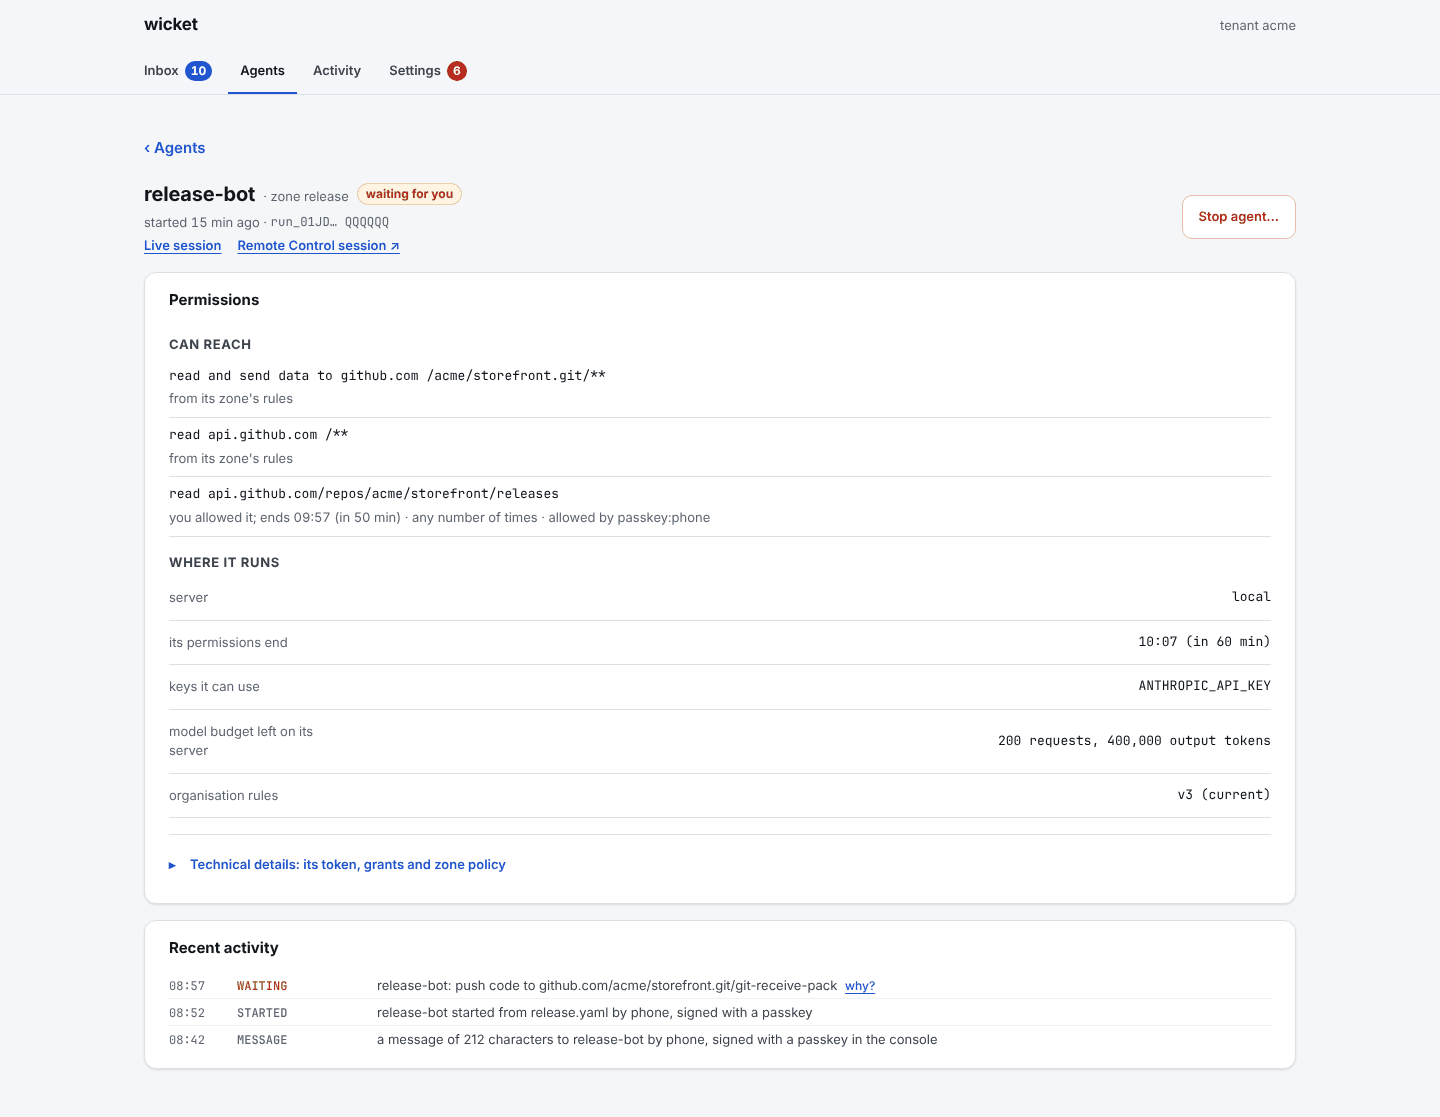 wicket
tenant acme
Inbox 10 Agents Activity Settings 6
‹ Agents
release-bot · zone release waiting for you
started 15 min ago · run_01JD… QQQQQQ
Live session Remote Control session ↗
Stop agent…
Permissions
CAN REACH
read and send data to github.com /acme/storefront.git/**
from its zone's rules
read api.github.com /**
from its zone's rules
read api.github.com/repos/acme/storefront/releases
you allowed it; ends 09:57 (in 50 min) · any number of times · allowed by passkey:phone
WHERE IT RUNS
server local
its permissions end 10:07 (in 60 min)
keys it can use ANTHROPIC_API_KEY
model budget left on its
server
200 requests, 400,000 output tokens
organisation rules v3 (current)
▸ Technical details: its token, grants and zone policy
Recent activity
08:57 WAITING release-bot: push code to github.com/acme/storefront.git/git-receive-pack why?
08:52 STARTED release-bot started from release.yaml by phone, signed with a passkey
08:42 MESSAGE a message of 212 characters to release-bot by phone, signed with a passkey in the console